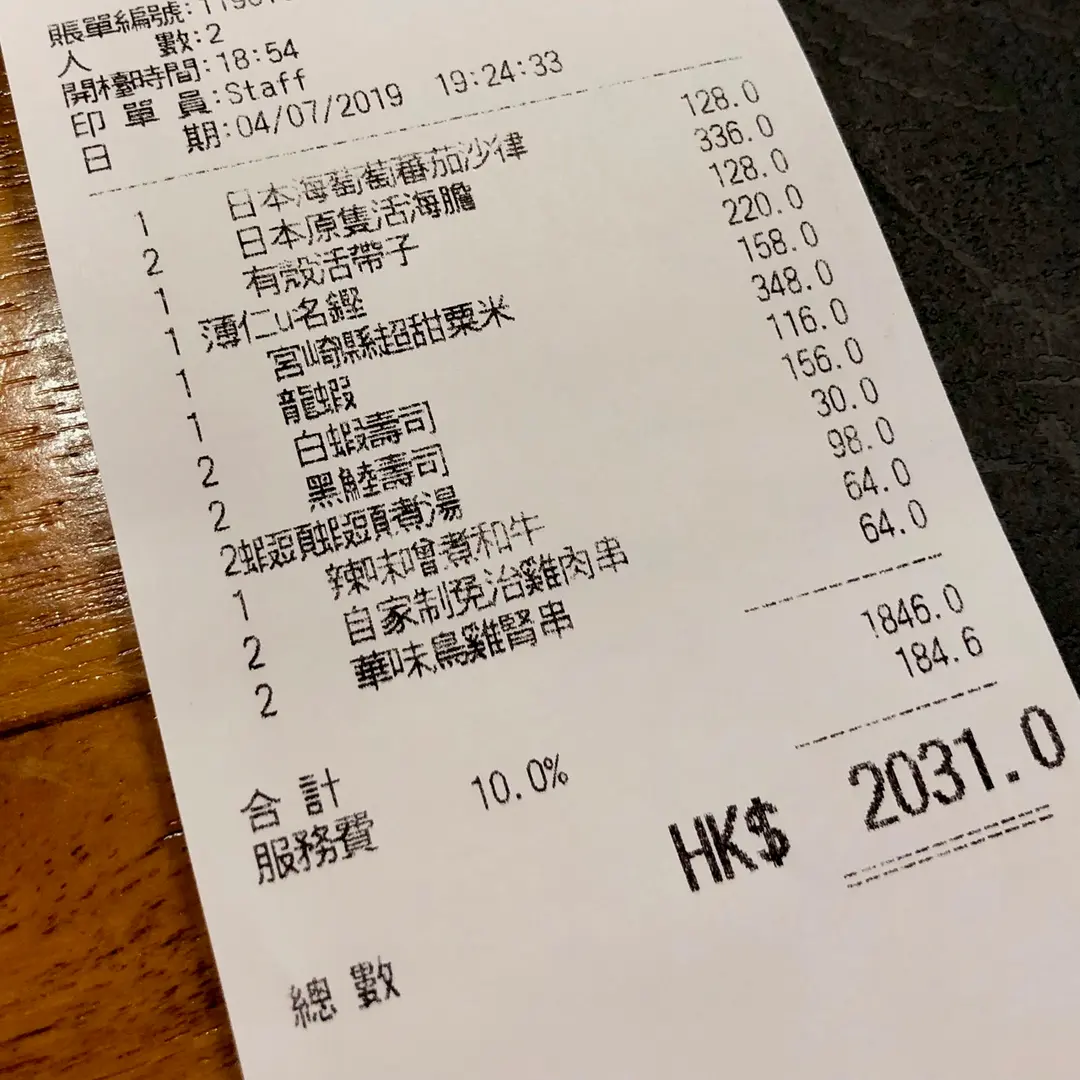 賬單編號:
人 數:2
開檯時間:18:54
印單員:Staff
日 期:04/07/2019 19:24:33
1 日本海萄萄蕃茄沙律 128.0
2 日本原隻活海膽 336.0
1 有殼活帶子 128.0
1 薄仁u名鰹 220.0
1 宮崎縣超甜粟米 158.0
1 龍蝦 348.0
2 白蝦壽司 116.0
2 黑鯥壽司 156.0
2 蝦頭煮湯 30.0
1 辣味噌煮和牛 98.0
2 自家制免治雞肉串 64.0
2 華味鳥雞腎串 64.0
合計 1846.0
服務費 10.0% 184.6
總數 HK$ 2031.0